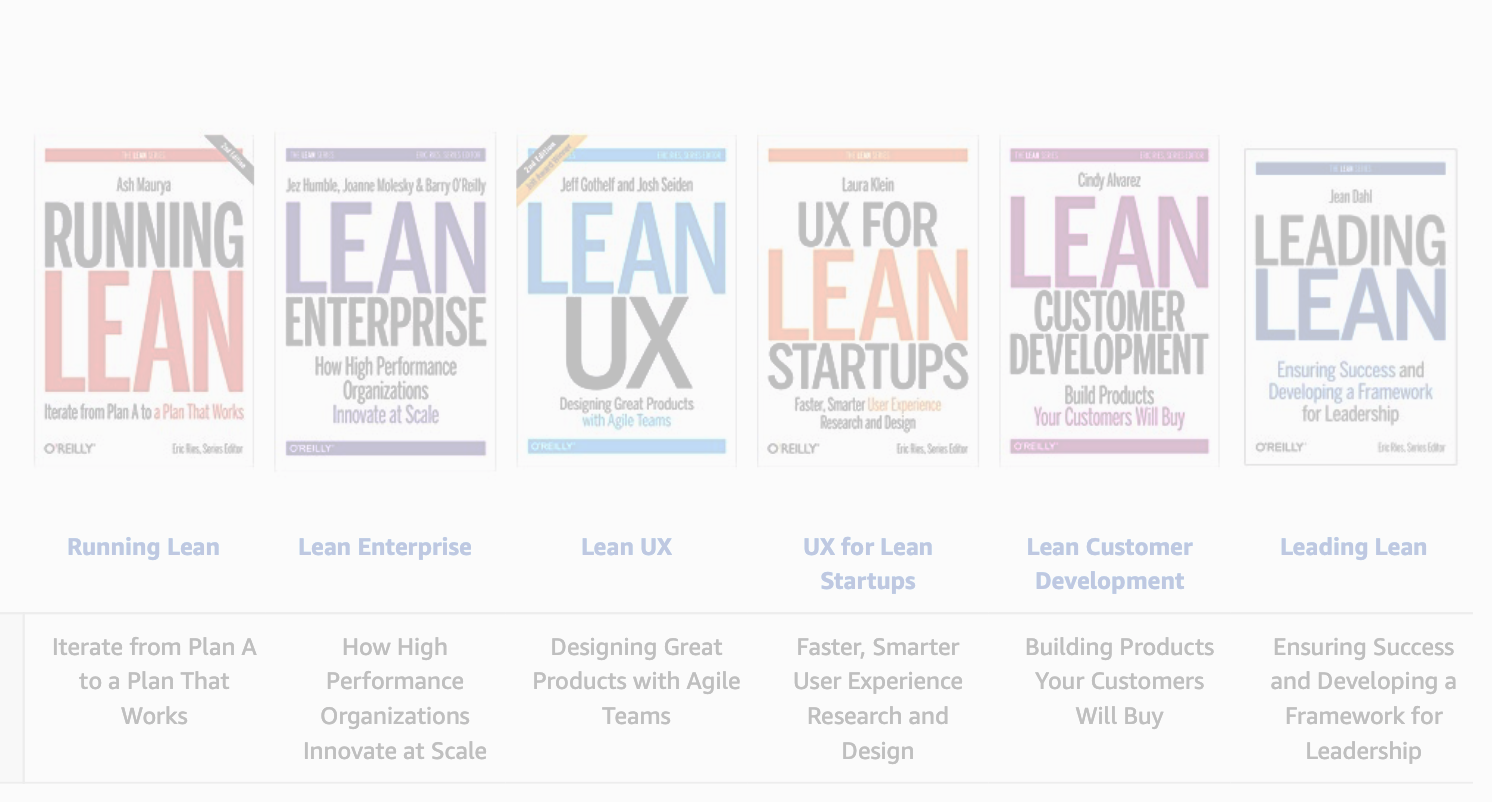 2nd Edition
THE LEAN SERIES
Ash Maurya
RUNNING
LEAN
Iterate from Plan A to a Plan That Works
O'REILLY
Eric Ries, Series Editor
THE LEAN SERIES
ERIC RIES, SERIES EDITOR
Jez Humble, Joanne Molesky & Barry O'Reilly
LEAN
ENTERPRISE
How High Performance
Organizations
Innovate at Scale
O'REILLY
2nd Edition
Award Winner
ERIC RIES, SERIES EDITOR
Jeff Gothelf and Josh Seiden
LEAN
UX
Designing Great Products
with Agile Teams
O'REILLY
THE LEAN SERIES
Laura Klein
UX FOR
LEAN
STARTUPS
Faster, Smarter User Experience
Research and Design
O'REILLY
Eric Ries, Series Editor
THE LEAN SERIES
ERIC RIES, SERIES EDITOR
Cindy Alvarez
LEAN
CUSTOMER
DEVELOPMENT
Build Products
Your Customers Will Buy
O'REILLY
THE LEAN SERIES
Jean Dahl
LEADING
LEAN
Ensuring Success and
Developing a Framework
for Leadership
O'REILLY
Eric Ries, Series Editor
Running Lean
Lean Enterprise
Lean UX
UX for Lean
Startups
Lean Customer
Development
Leading Lean
Iterate from Plan A
to a Plan That
Works
How High
Performance
Organizations
Innovate at Scale
Designing Great
Products with Agile
Teams
Faster, Smarter
User Experience
Research and
Design
Building Products
Your Customers
Will Buy
Ensuring Success
and Developing a
Framework for
Leadership